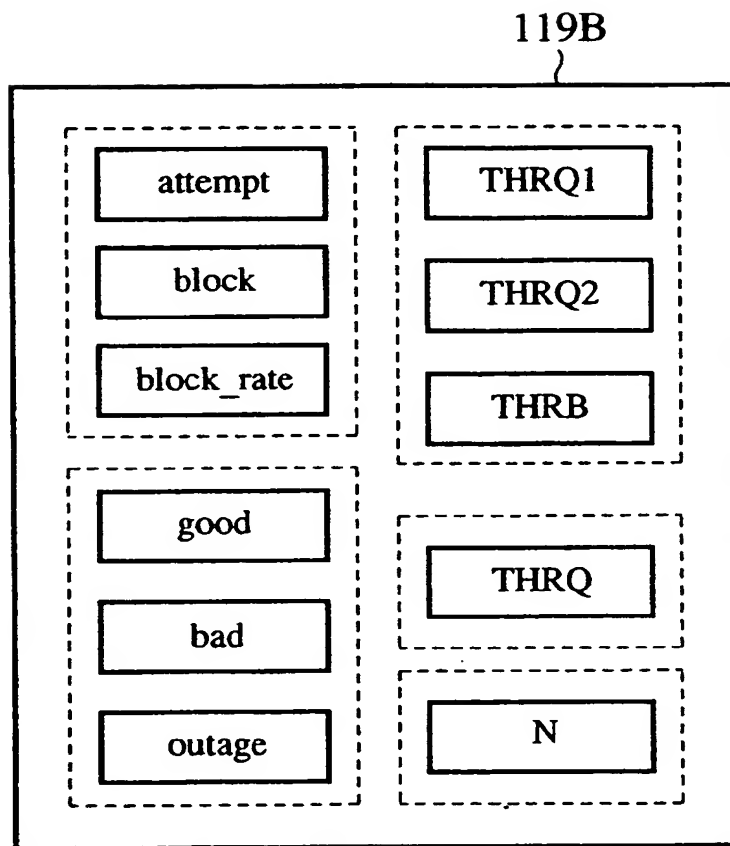 119B
attempt
block
block_rate
good
bad
outage
THRQ1
THRQ2
THRB
THRQ
N